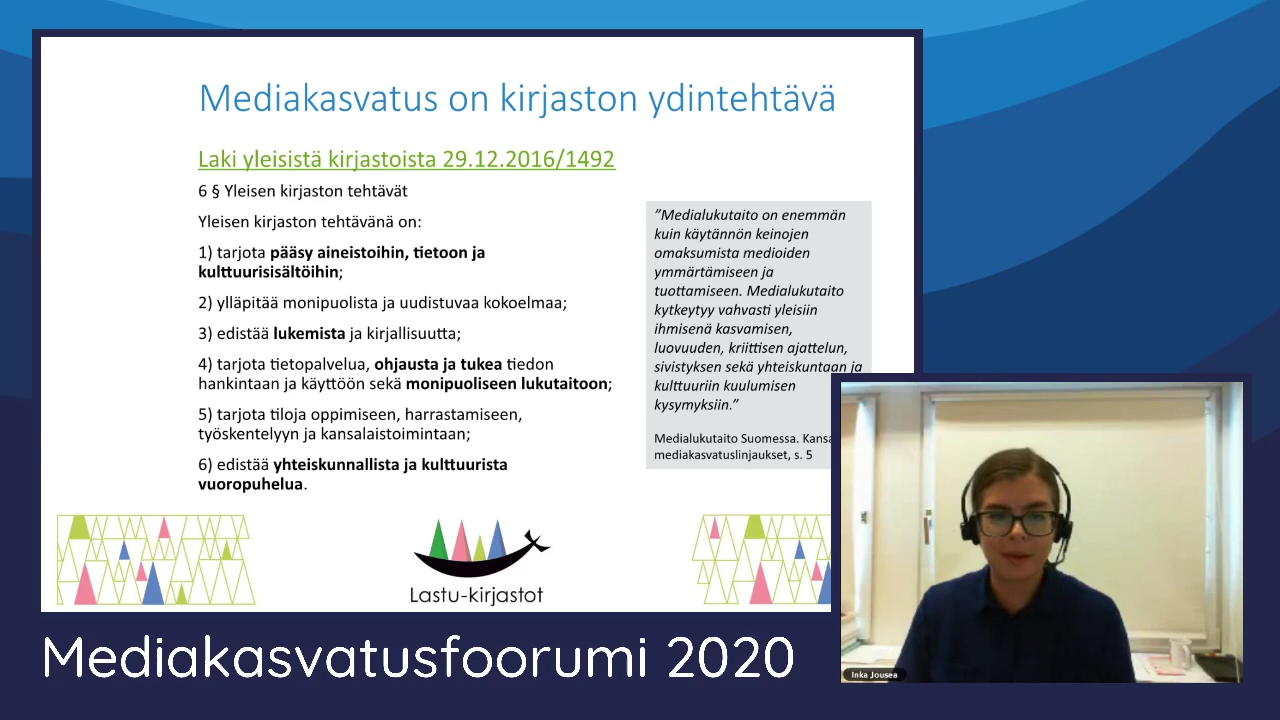 Mediakasvatus on kirjaston ydintehtävä
Laki yleisistä kirjastoista 29.12.2016/1492
6 § Yleisen kirjaston tehtävät
Yleisen kirjaston tehtävänä on:
1) tarjota pääsy aineistoihin, tietoon ja
kulttuurisisältöihin;
2) ylläpitää monipuolista ja uudistuvaa kokoelmaa;
3) edistää lukemista ja kirjallisuutta;
4) tarjota tietopalvelua, ohjausta ja tukea tiedon
hankintaan ja käyttöön sekä monipuoliseen lukutaitoon;
5) tarjota tiloja oppimiseen, harrastamiseen,
työskentelyyn ja kansalaistoimintaan;
6) edistää yhteiskunnallista ja kulttuurista
vuoropuhelua.
”Medialukutaito on enemmän
kuin käytännön keinojen
omaksumista medioiden
ymmärtämiseen ja
tuottamiseen. Medialukutaito
kytkeytyy vahvasti yleisiin
ihmisenä kasvamisen,
luovuuden, kriittisen ajattelun,
sivistyksen sekä yhteiskuntaan ja
kulttuuriin kuulumisen
kysymyksiin.”
Medialukutaito Suomessa.
mediakasvatuslinjaukset, s. 5
Lastu-kirjastot
Mediakasvatusfoorumi 2020
Inka Jousea